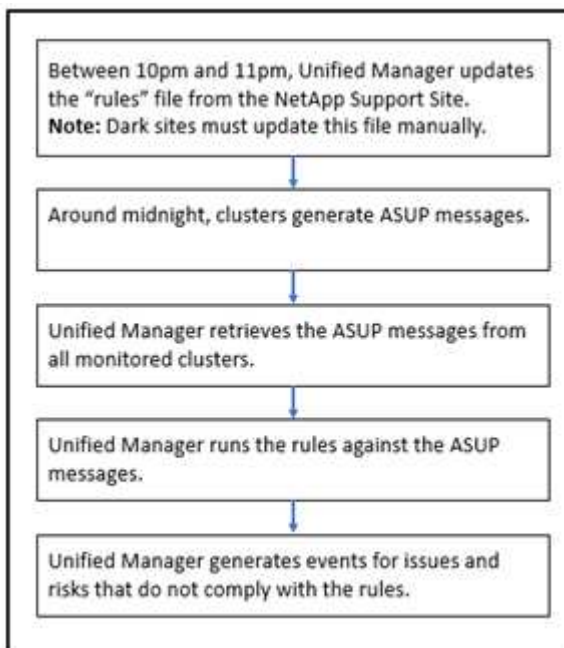 Between 10pm and 11pm, Unified Manager updates
the “rules” file from the NetApp Support Site.
Note: Dark sites must update this file manually.
Around midnight, clusters generate ASUP messages.
Unified Manager retrieves the ASUP messages from
all monitored clusters.
Unified Manager runs the rules against the ASUP
messages.
Unified Manager generates events for issues and
risks that do not comply with the rules.